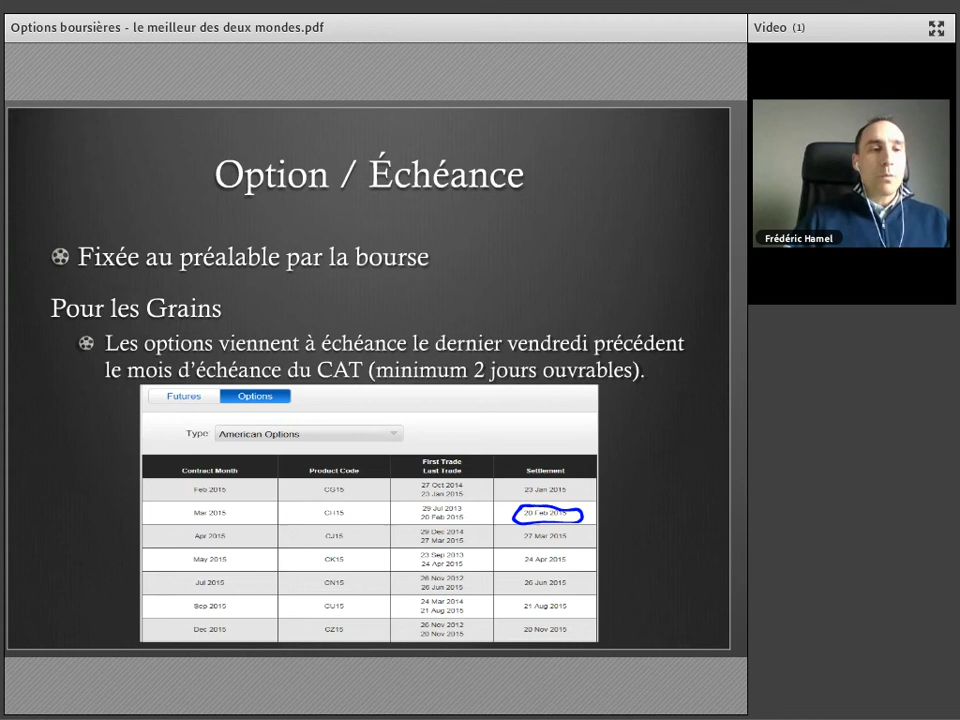 Options boursières - le meilleur des deux mondes.pdf
Video (1)
Frédéric Hamel
Option / Échéance
Fixée au préalable par la bourse
Pour les Grains
Les options viennent à échéance le dernier vendredi précédent
le mois d'échéance du CAT (minimum 2 jours ouvrables).
Futures Options
Type American Options
Contract Month Product Code First Trade Last Trade Settlement
Feb 2015 CG15 27 Oct 2014 23 Jan 2015 23 Jan 2015
Mar 2015 CH15 29 Jul 2013 20 Feb 2015 20 Feb 2015
Apr 2015 CJ15 29 Dec 2014 27 Mar 2015 27 Mar 2015
May 2015 CK15 23 Sep 2013 24 Apr 2015 24 Apr 2015
Jul 2015 CN15 26 Nov 2012 26 Jun 2015 26 Jun 2015
Sep 2015 CU15 24 Mar 2014 21 Aug 2015 21 Aug 2015
Dec 2015 CZ15 26 Nov 2012 20 Nov 2015 20 Nov 2015